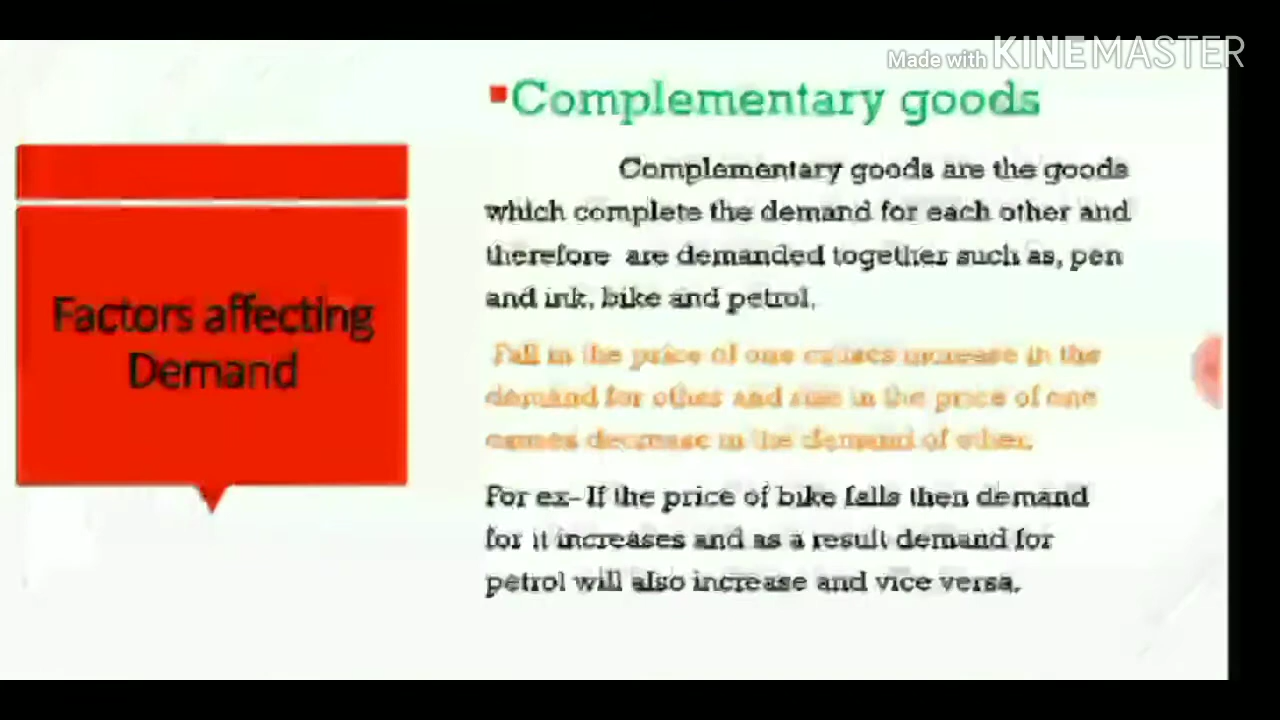 Made with KINEMASTER
Complementary goods
Complementary goods are the goods
which complete the demand for each other and
therefore are demanded together such as, pen
and ink, bike and petrol.
Factors affecting
Demand
Fall in the price of one causes increase in the
demand for other and rise in the price of one
causes decrease in the demand of other.
For ex- If the price of bike falls then demand
for it increases and as a result demand for
petrol will also increase and vice versa.